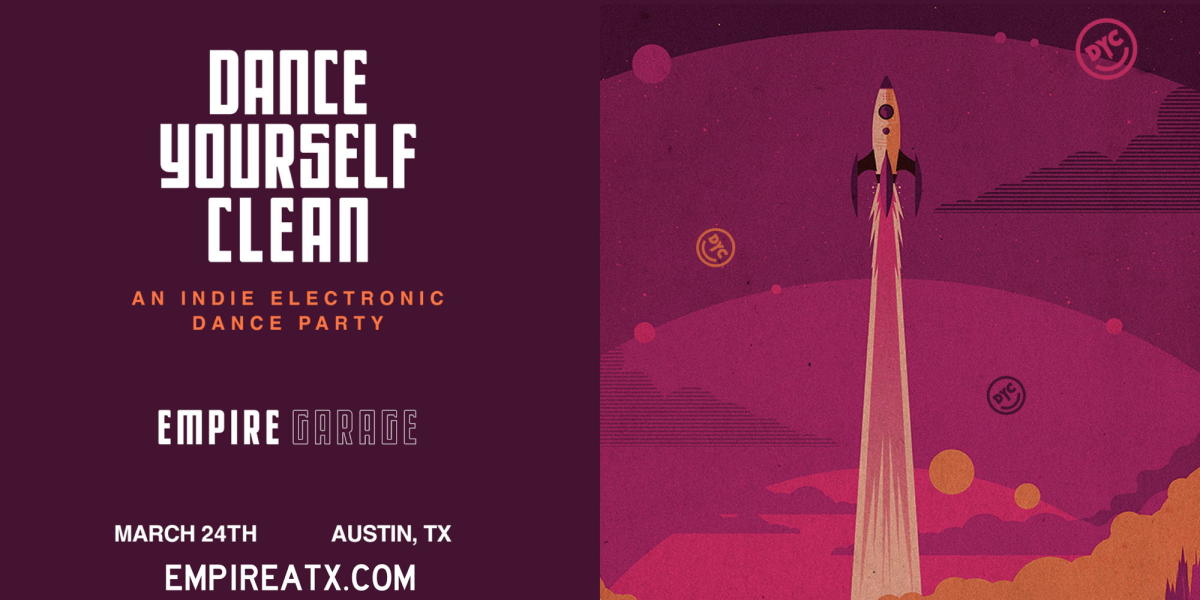 DANCE
YOURSELF
CLEAN
AN INDIE ELECTRONIC
DANCE PARTY
EMPIRE GARAGE
MARCH 24TH AUSTIN, TX
EMPIREATX.COM
DYC
DYC
DYC